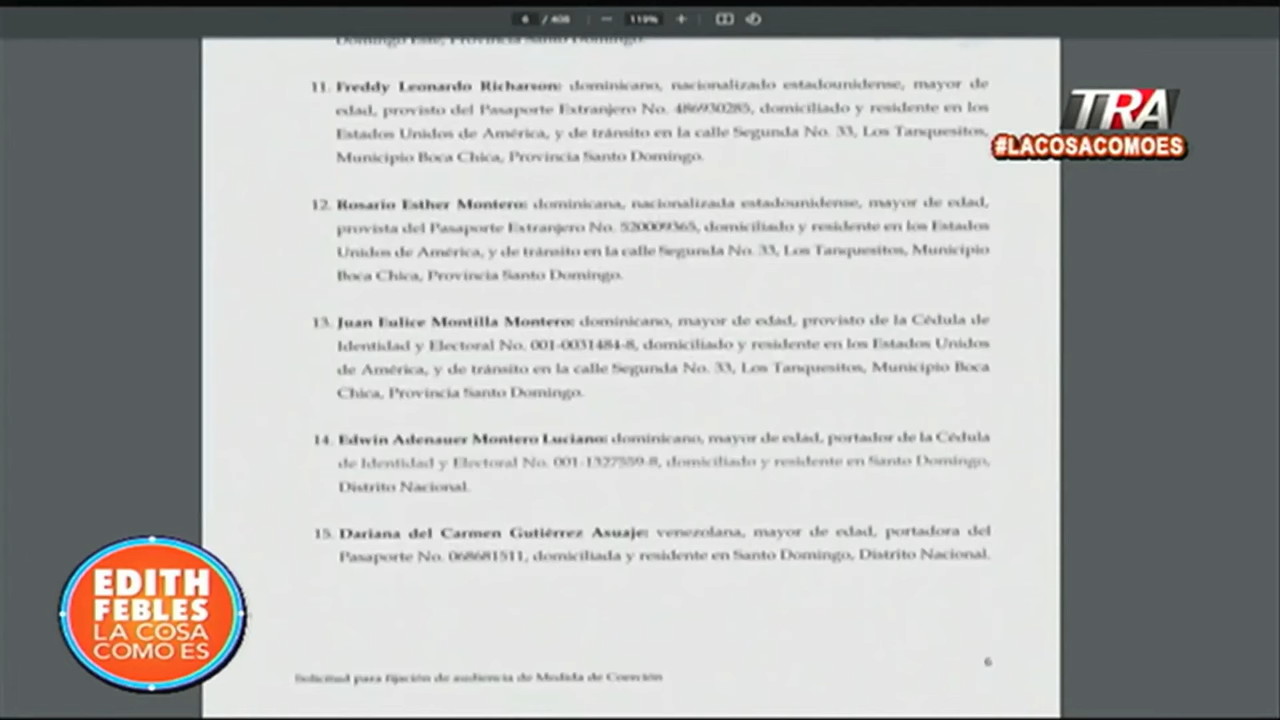 6 / 408 — 119% +
Domingo Este, Provincia Santo Domingo.
11. Freddy Leonardo Richarson: dominicano, nacionalizado estadounidense, mayor de
edad, provisto del Pasaporte Extranjero No. 486930285, domiciliado y residente en los
Estados Unidos de América, y de tránsito en la calle Segunda No. 33, Los Tanquesitos,
Municipio Boca Chica, Provincia Santo Domingo.
12. Rosario Esther Montero: dominicana, nacionalizada estadounidense, mayor de edad,
provista del Pasaporte Extranjero No. 520009365, domiciliado y residente en los Estados
Unidos de América, y de tránsito en la calle Segunda No. 33, Los Tanquesitos, Municipio
Boca Chica, Provincia Santo Domingo.
13. Juan Eulice Montilla Montero: dominicano, mayor de edad, provisto de la Cédula de
Identidad y Electoral No. 001-0031484-8, domiciliado y residente en los Estados Unidos
de América, y de tránsito en la calle Segunda No. 33, Los Tanquesitos, Municipio Boca
Chica, Provincia Santo Domingo.
14. Edwin Adenauer Montero Luciano: dominicano, mayor de edad, portador de la Cédula
de Identidad y Electoral No. 001-1327559-8, domiciliado y residente en Santo Domingo,
Distrito Nacional.
15. Dariana del Carmen Gutiérrez Asuaje: venezolana, mayor de edad, portadora del
Pasaporte No. 068681511, domiciliada y residente en Santo Domingo, Distrito Nacional.
6
Solicitud para fijación de audiencia de Medida de Coerción
TRA
#LACOSACOMOES
EDITH
FEBLES
LA COSA
COMO ES